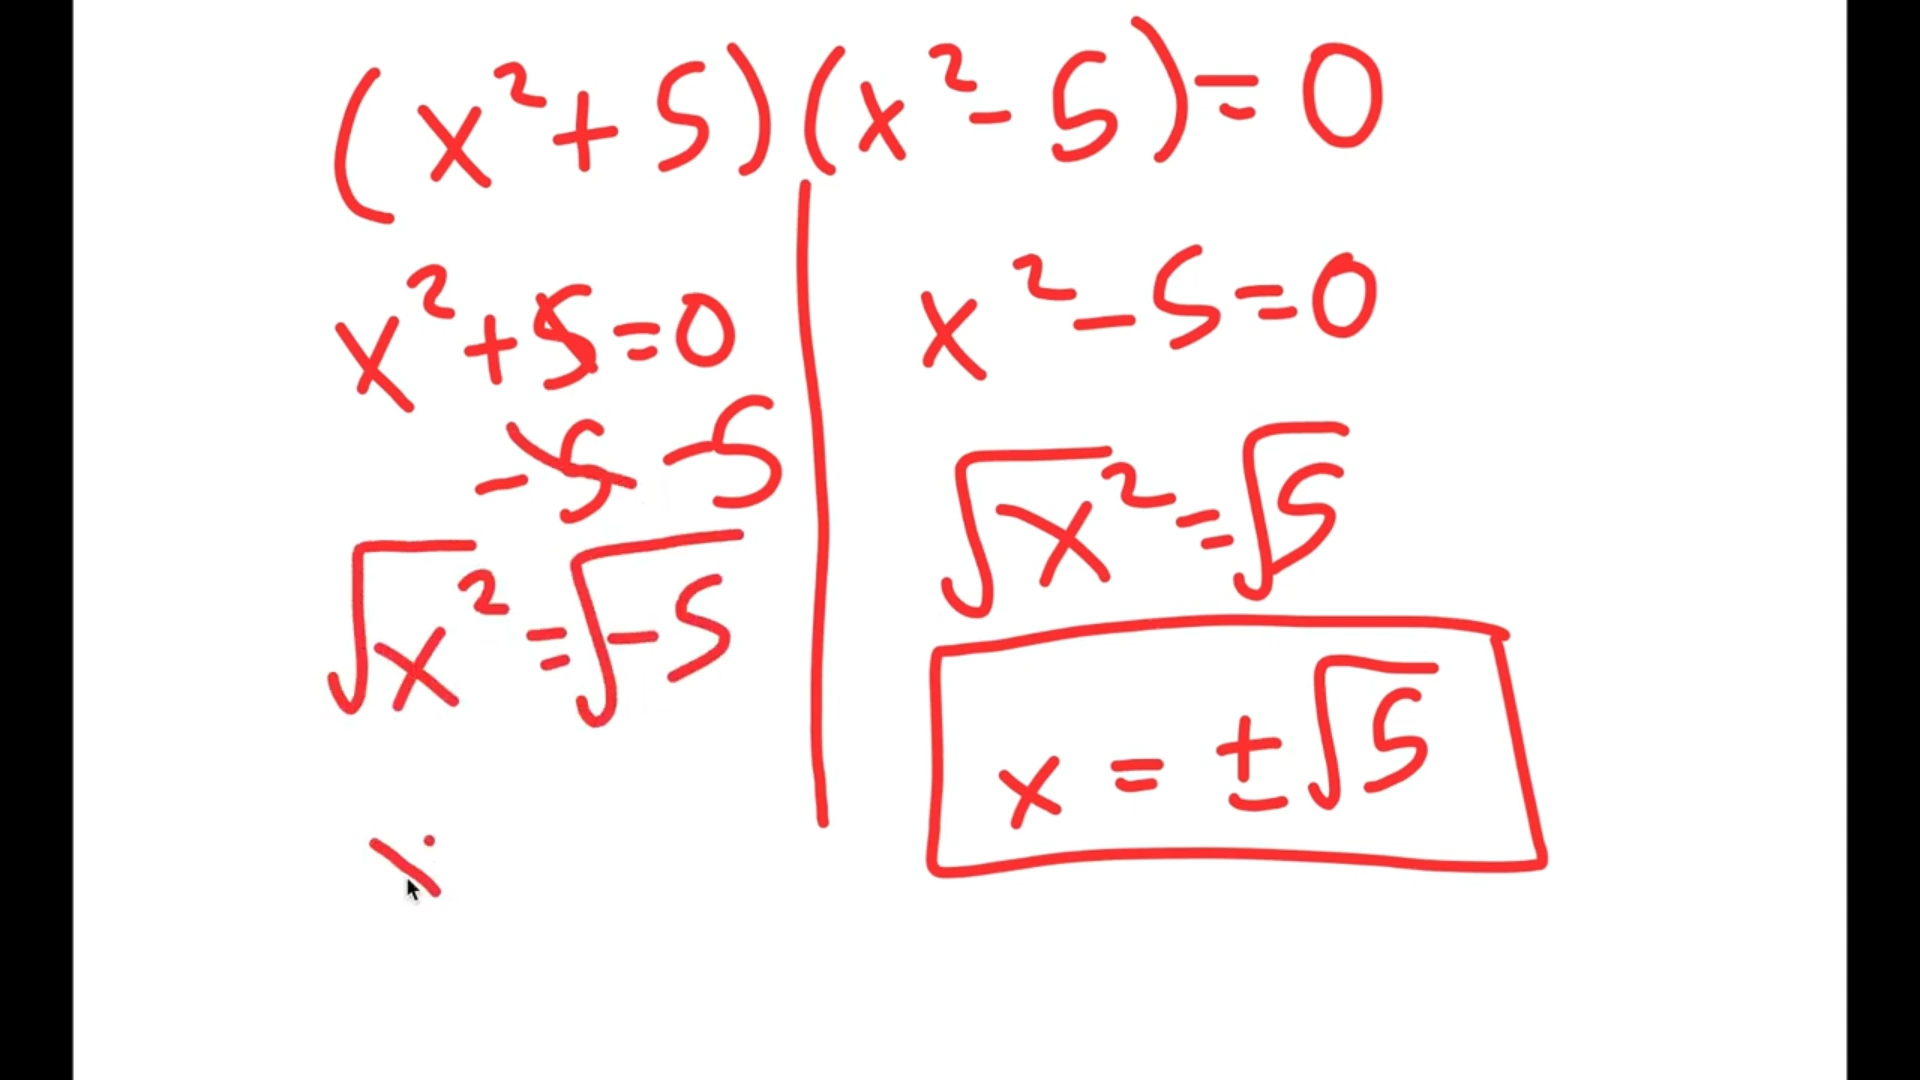 (x²+5)(x²-5)=0
x²+5=0
-5 -5
√x²=√-5
x
x²-5=0
√x²=√5
x = ±√5